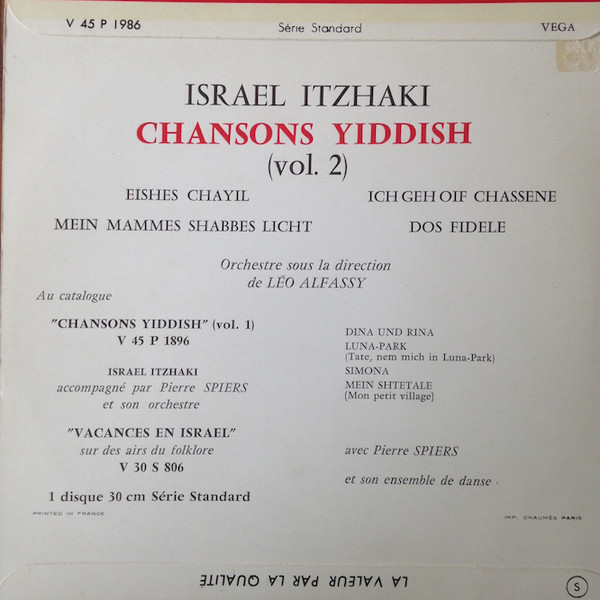 V 45 P 1986 Série Standard VEGA
ISRAEL ITZHAKI
CHANSONS YIDDISH
(vol. 2)
EISHES CHAYIL ICH GEH OIF CHASSENE
MEIN MAMMES SHABBES LICHT DOS FIDELE
Orchestre sous la direction
de LÉO ALFASSY
Au catalogue
"CHANSONS YIDDISH" (vol. 1)
V 45 P 1896
ISRAEL ITZHAKI
accompagné par Pierre SPIERS
et son orchestre
DINA UND RINA
LUNA-PARK
(Tate, nem mich in Luna-Park)
SIMONA
MEIN SHTETALE
(Mon petit village)
"VACANCES EN ISRAEL"
sur des airs du folklore
V 30 S 806
avec Pierre SPIERS
et son ensemble de danse
1 disque 30 cm Série Standard
PRINTED IN FRANCE IMP. CHAUMÈS PARIS
LA VALEUR PAR LA QUALITÉ
S